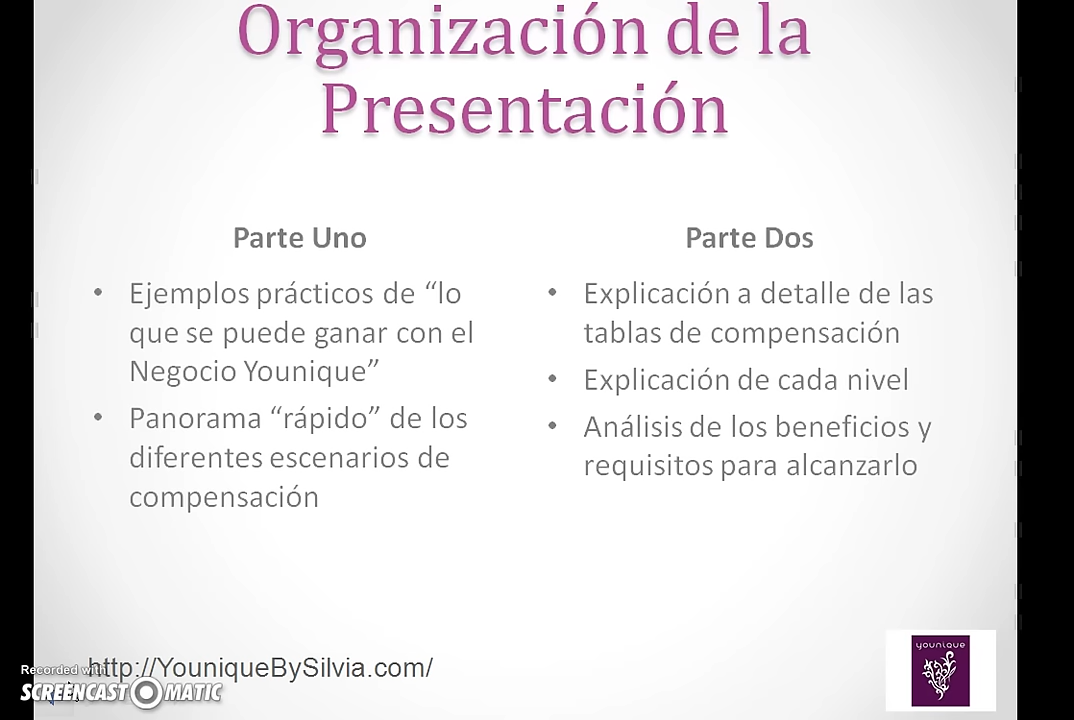 Organización de la
Presentación
Parte Uno
• Ejemplos prácticos de “lo
que se puede ganar con el
Negocio Younique”
• Panorama “rápido” de los
diferentes escenarios de
compensación
Parte Dos
• Explicación a detalle de las
tablas de compensación
• Explicación de cada nivel
• Análisis de los beneficios y
requisitos para alcanzarlo
http://YouniqueBySilvia.com/
Recorded with
SCREENCAST O MATIC
younique